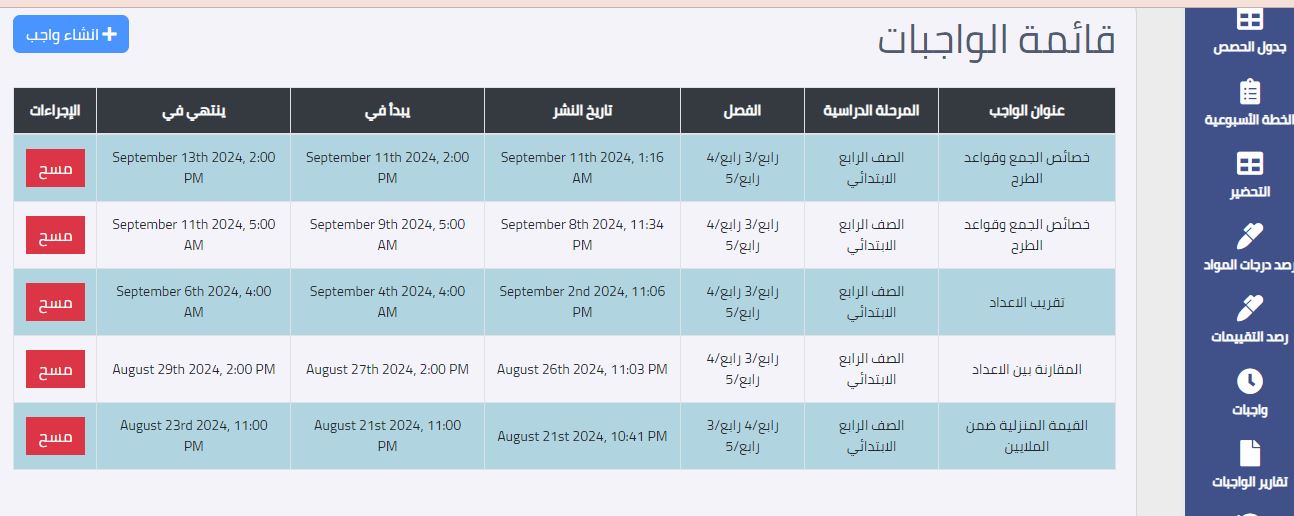 قائمة الواجبات
انشاء واجب
عنوان الواجب المرحلة الدراسية الفصل تاريخ النشر يبدأ في ينتهي في الإجراءات
خصائص الجمع وقواعد الصف الرابع رابع/3 رابع/4 September 11th 2024, 1:16 September 11th 2024, 2:00 September 13th 2024, 2:00 مسح
الطرح الابتدائي رابع/5 AM PM PM
خصائص الجمع وقواعد الصف الرابع رابع/3 رابع/4 September 8th 2024, 11:34 September 9th 2024, 5:00 September 11th 2024, 5:00 مسح
الطرح الابتدائي رابع/5 PM AM AM
تقريب الاعداد الصف الرابع رابع/3 رابع/4 September 2nd 2024, 11:06 September 4th 2024, 4:00 September 6th 2024, 4:00 مسح
الابتدائي رابع/5 PM AM AM
المقارنة بين الاعداد الصف الرابع رابع/3 رابع/4 August 26th 2024, 11:03 PM August 27th 2024, 2:00 PM August 29th 2024, 2:00 PM مسح
الابتدائي رابع/5
القيمة المنزلية ضمن الصف الرابع رابع/4 رابع/3 August 21st 2024, 10:41 PM August 21st 2024, 11:00 August 23rd 2024, 11:00 مسح
الملايين الابتدائي رابع/5 PM PM
جدول الحصص
الخطة الأسبوعية
التحضير
رصد درجات المواد
رصد التقييمات
واجبات
تقارير الواجبات